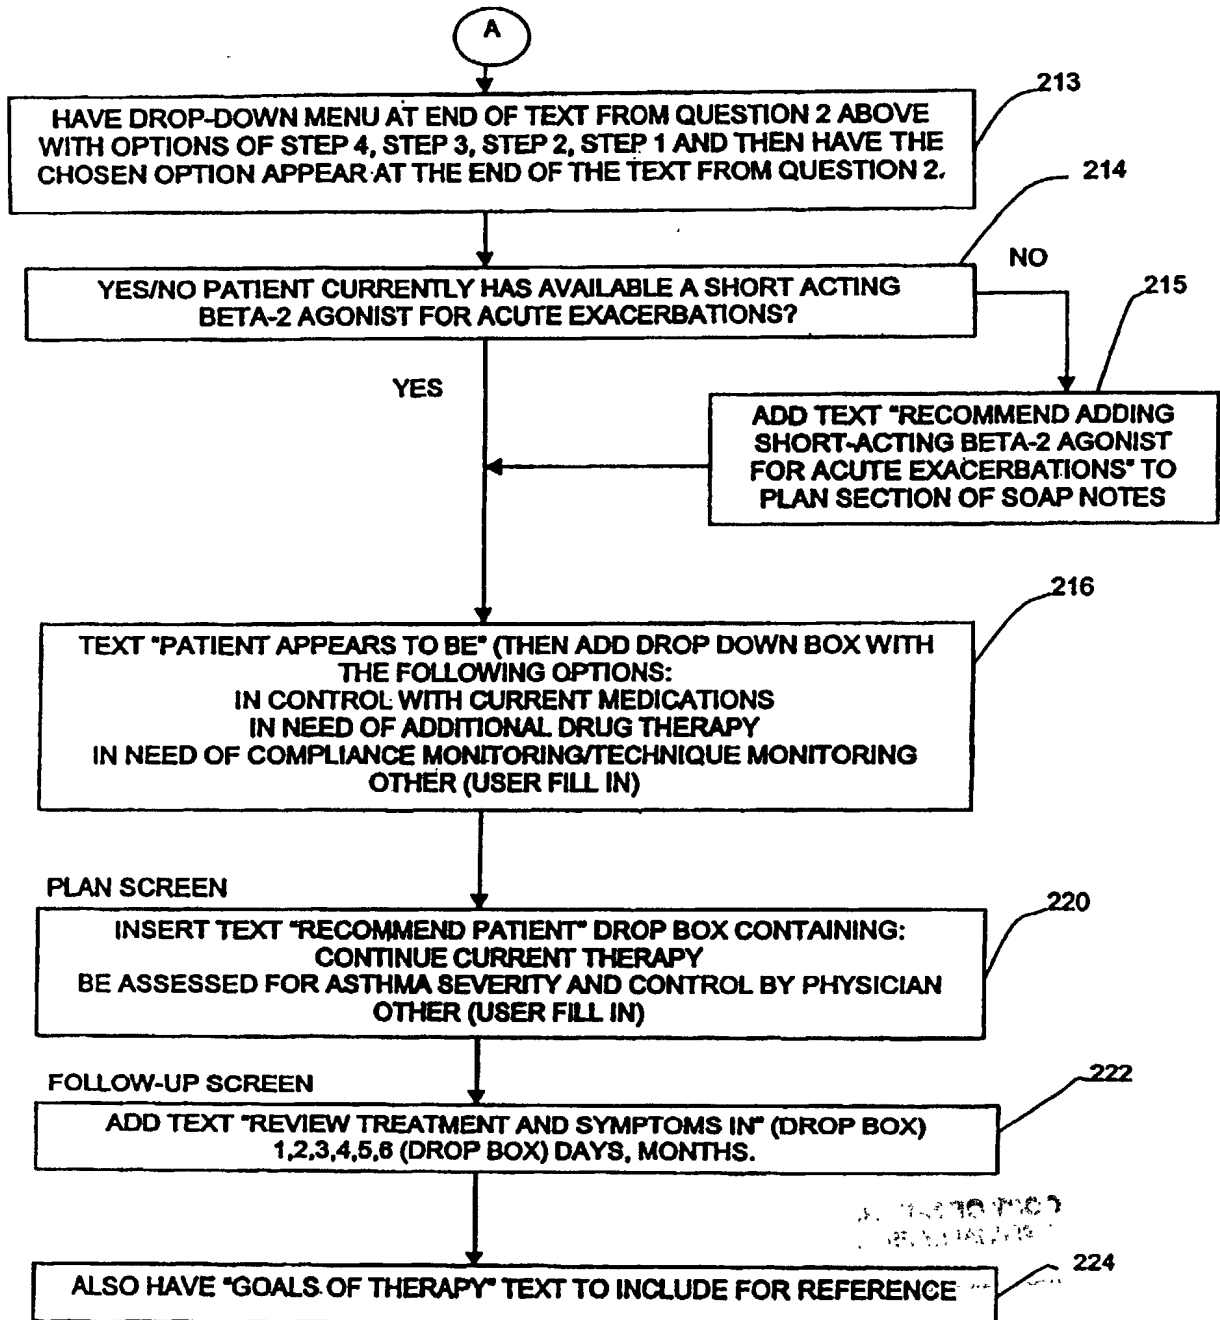 A
213
HAVE DROP-DOWN MENU AT END OF TEXT FROM QUESTION 2 ABOVE
WITH OPTIONS OF STEP 4, STEP 3, STEP 2, STEP 1 AND THEN HAVE THE
CHOSEN OPTION APPEAR AT THE END OF THE TEXT FROM QUESTION 2.
214
YES/NO PATIENT CURRENTLY HAS AVAILABLE A SHORT ACTING
BETA-2 AGONIST FOR ACUTE EXACERBATIONS?
NO
215
YES
ADD TEXT "RECOMMEND ADDING
SHORT-ACTING BETA-2 AGONIST
FOR ACUTE EXACERBATIONS" TO
PLAN SECTION OF SOAP NOTES
216
TEXT "PATIENT APPEARS TO BE" (THEN ADD DROP DOWN BOX WITH
THE FOLLOWING OPTIONS:
IN CONTROL WITH CURRENT MEDICATIONS
IN NEED OF ADDITIONAL DRUG THERAPY
IN NEED OF COMPLIANCE MONITORING/TECHNIQUE MONITORING
OTHER (USER FILL IN)
PLAN SCREEN
220
INSERT TEXT "RECOMMEND PATIENT" DROP BOX CONTAINING:
CONTINUE CURRENT THERAPY
BE ASSESSED FOR ASTHMA SEVERITY AND CONTROL BY PHYSICIAN
OTHER (USER FILL IN)
FOLLOW-UP SCREEN
222
ADD TEXT "REVIEW TREATMENT AND SYMPTOMS IN" (DROP BOX)
1,2,3,4,5,6 (DROP BOX) DAYS, MONTHS.
224
ALSO HAVE "GOALS OF THERAPY" TEXT TO INCLUDE FOR REFERENCE